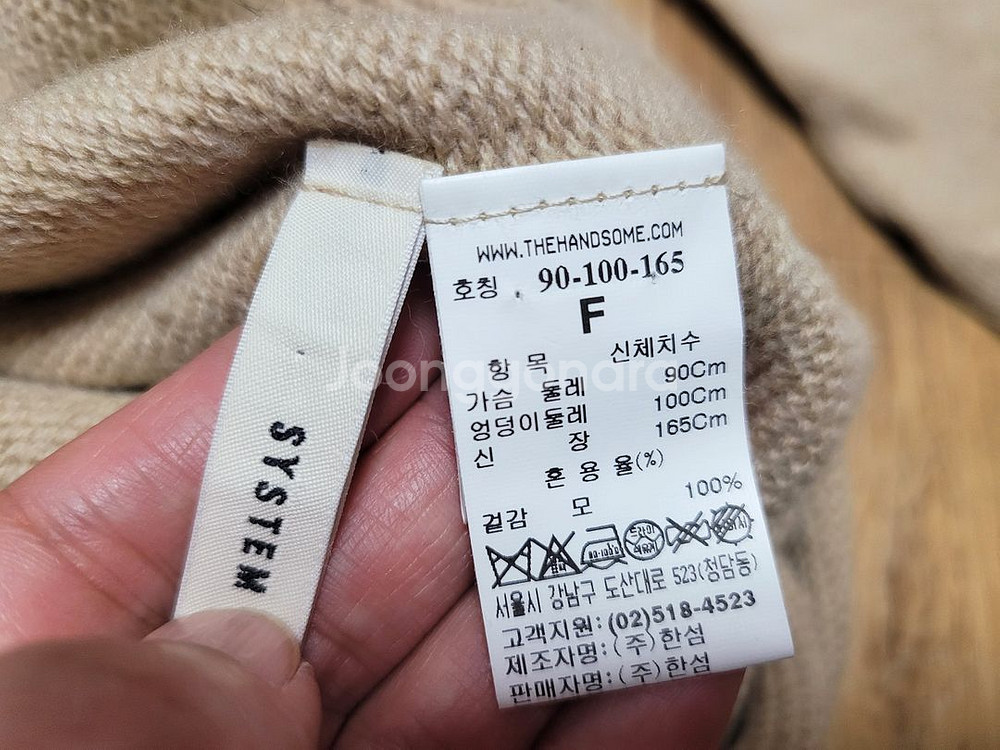 SYSTEM
WWW.THEHANDSOME.COM
호칭 . 90-100-165
F
항 목 신체치수
가슴 둘레 90Cm
엉덩이둘레 100Cm
신 장 165Cm
혼 용 율(%)
겉감 모 100%
서울시 강남구 도산대로 523(청담동)
고객지원: (02)518-4523
제조자명: (주)한섬
판매자명: (주)한섬
Joongonara